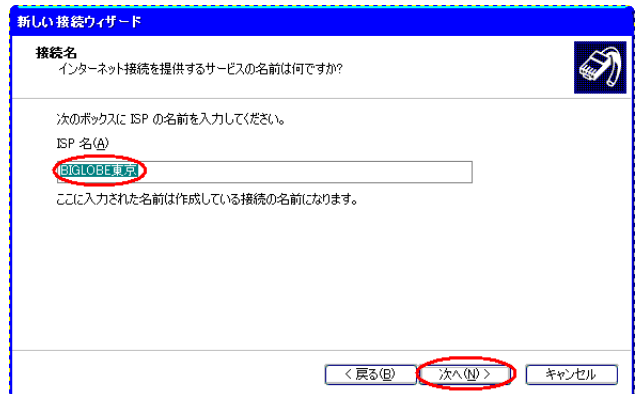 新しい接続ウィザード
接続名
インターネット接続を提供するサービスの名前は何ですか?
次のボックスに ISP の名前を入力してください。
ISP 名(A)
BIGLOBE東京
ここに入力された名前は作成している接続の名前になります。
< 戻る(B) 次へ(N) > キャンセル